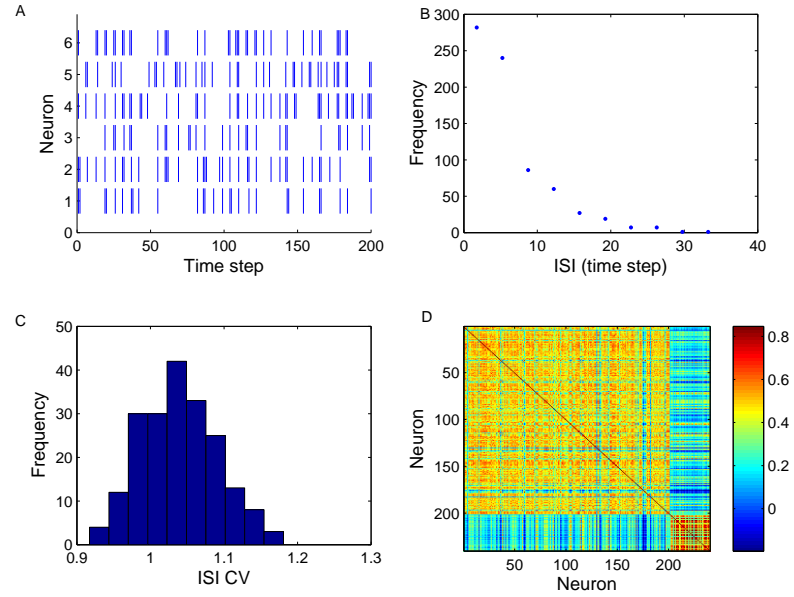 A
6
5
4
3
2
1
0
Neuron
0 50 100 150 200
Time step
B
300
250
200
150
100
50
0
Frequency
0 10 20 30 40
ISI (time step)
C
50
40
30
20
10
0
Frequency
0.9 1 1.1 1.2 1.3
ISI CV
D
50
100
150
200
Neuron
50 100 150 200
Neuron
0.8
0.6
0.4
0.2
0